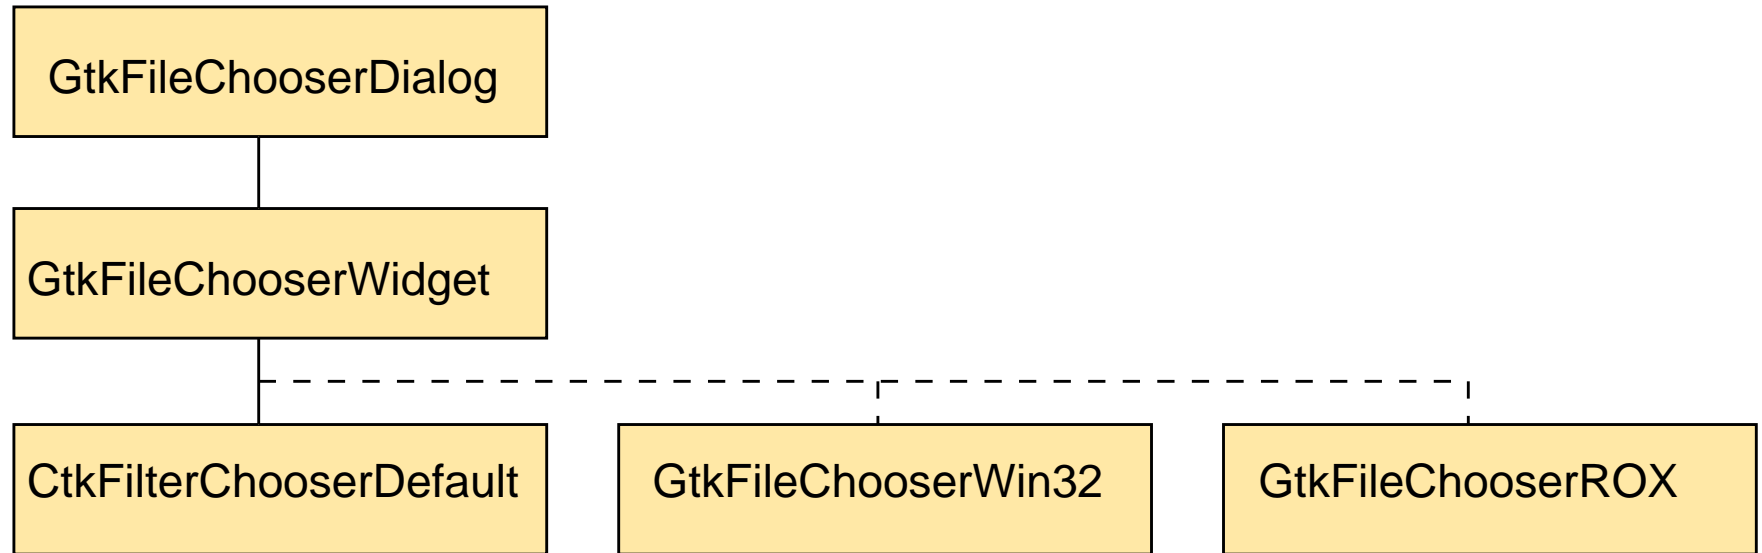 GtkFileChooserDialog
GtkFileChooserWidget
CtkFilterChooserDefault
GtkFileChooserWin32
GtkFileChooserROX